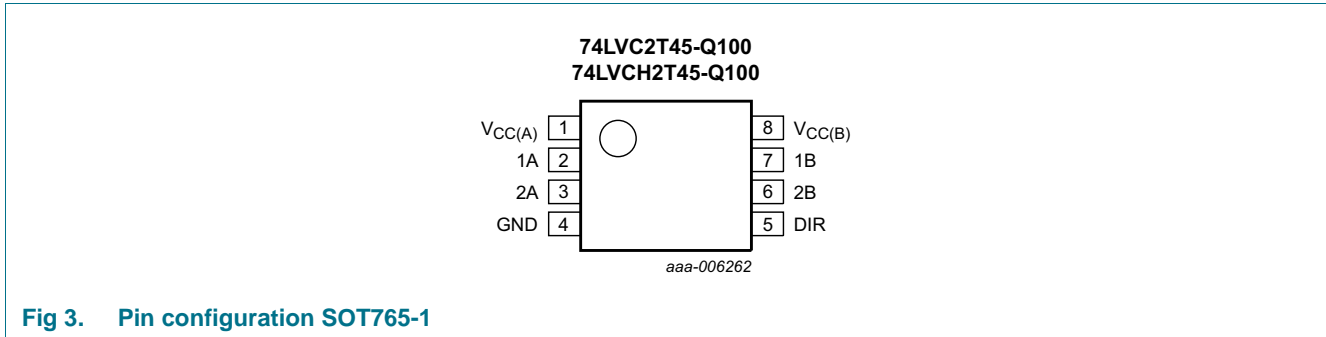 74LVC2T45-Q100
74LVCH2T45-Q100
VCC(A) 1 8 VCC(B)
1A 2 7 1B
2A 3 6 2B
GND 4 5 DIR
aaa-006262
Fig 3. Pin configuration SOT765-1